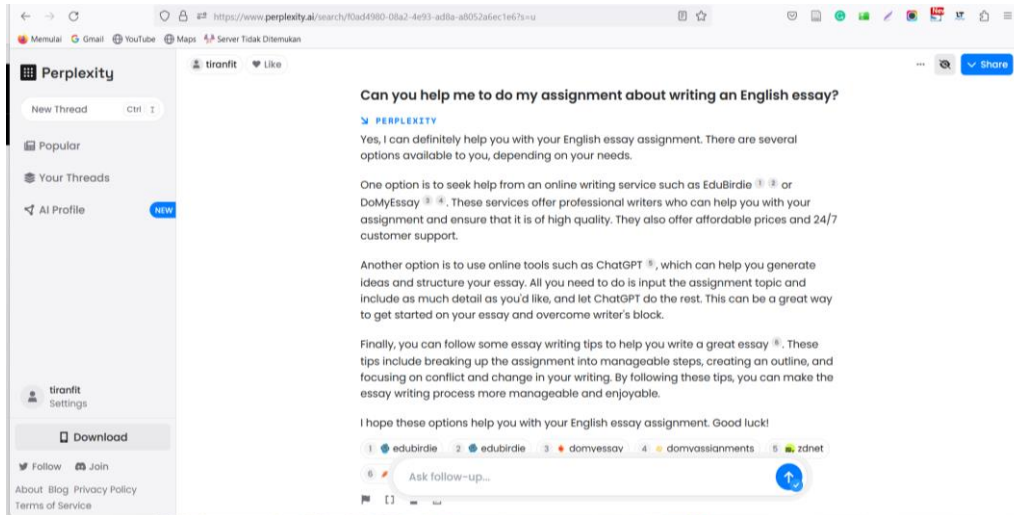 https://www.perplexity.ai/search/f0ad4980-08a2-4e93-ad8a-a8052a6ec1e6?s=u
Memulai Gmail YouTube Maps Server Tidak Ditemukan
Perplexity
New Thread Ctrl I
Popular
Your Threads
AI Profile NEW
tiranfit
Settings
Download
Follow Join
About Blog Privacy Policy
Terms of Service
tiranfit Like
Share
Can you help me to do my assignment about writing an English essay?
PERPLEXITY
Yes, I can definitely help you with your English essay assignment. There are several
options available to you, depending on your needs.
One option is to seek help from an online writing service such as EduBirdie 1 2 or
DoMyEssay 3 4 . These services offer professional writers who can help you with your
assignment and ensure that it is of high quality. They also offer affordable prices and 24/7
customer support.
Another option is to use online tools such as ChatGPT 5 , which can help you generate
ideas and structure your essay. All you need to do is input the assignment topic and
include as much detail as you'd like, and let ChatGPT do the rest. This can be a great way
to get started on your essay and overcome writer's block.
Finally, you can follow some essay writing tips to help you write a great essay 6 . These
tips include breaking up the assignment into manageable steps, creating an outline, and
focusing on conflict and change in your writing. By following these tips, you can make the
essay writing process more manageable and enjoyable.
I hope these options help you with your English essay assignment. Good luck!
1 edubirdie 2 edubirdie 3 domyessay 4 domyassignments 5 zdnet
6
Ask follow-up...